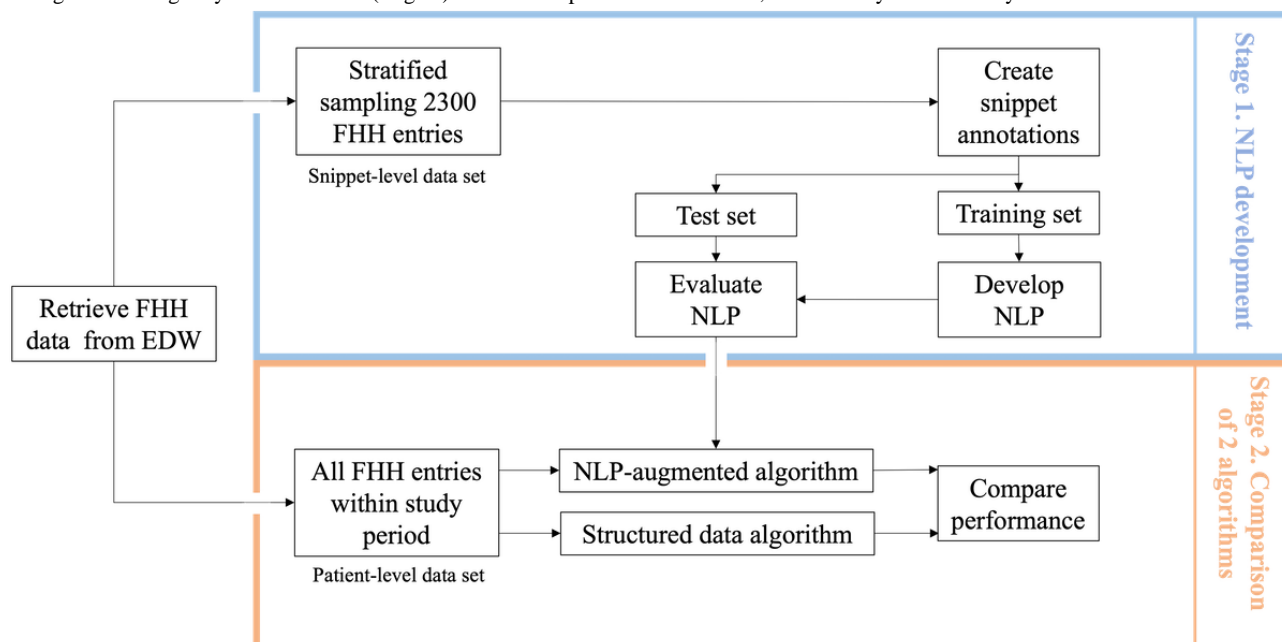 Stratified
sampling 2300
FHH entries
Snippet-level data set
Create
snippet
annotations
Stage 1. NLP development
Test set
Training set
Evaluate
NLP
Develop
NLP
Retrieve FHH
data from EDW
All FHH entries
within study
period
Patient-level data set
NLP-augmented algorithm
Structured data algorithm
Compare
performance
Stage 2. Comparison
of 2 algorithms